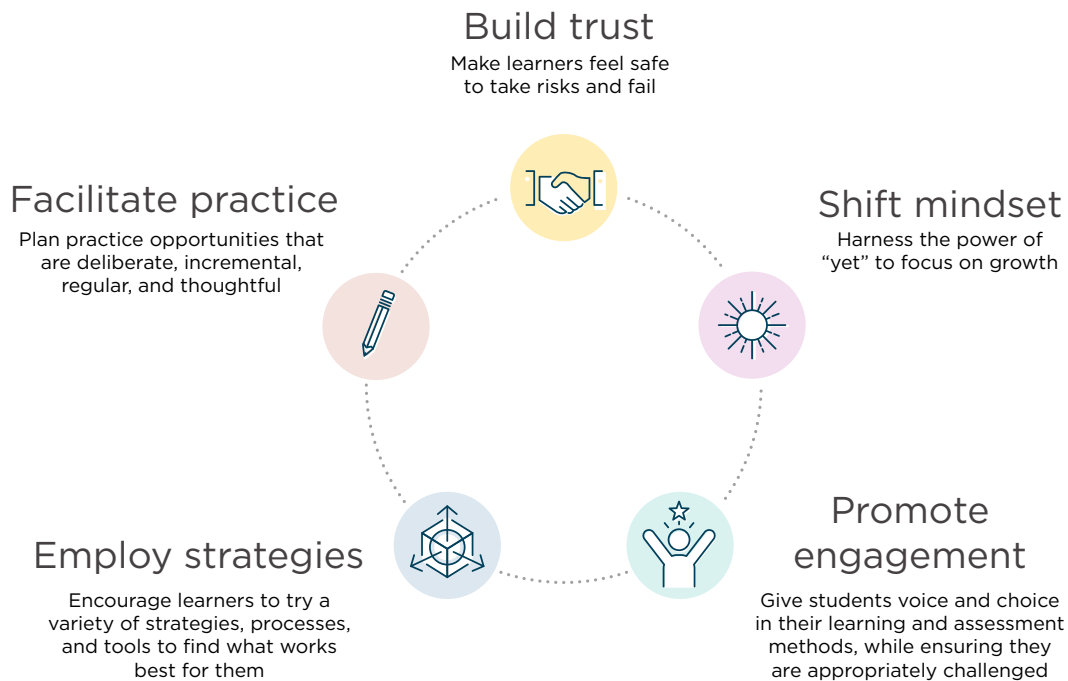 Build trust
Make learners feel safe
to take risks and fail
Shift mindset
Harness the power of
“yet” to focus on growth
Promote
engagement
Give students voice and choice
in their learning and assessment
methods, while ensuring they
are appropriately challenged
Employ strategies
Encourage learners to try a
variety of strategies, processes,
and tools to find what works
best for them
Facilitate practice
Plan practice opportunities that
are deliberate, incremental,
regular, and thoughtful